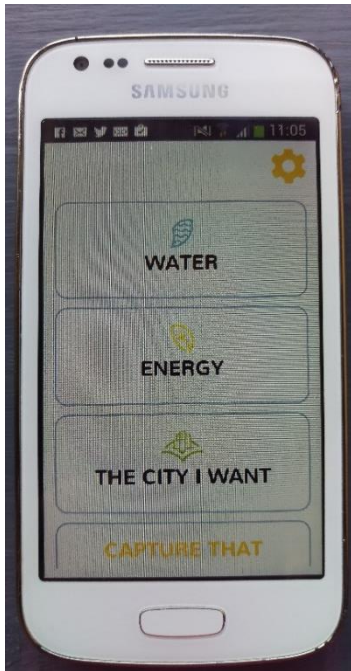 SAMSUNG
11:05
WATER
ENERGY
THE CITY I WANT
CAPTURE THAT